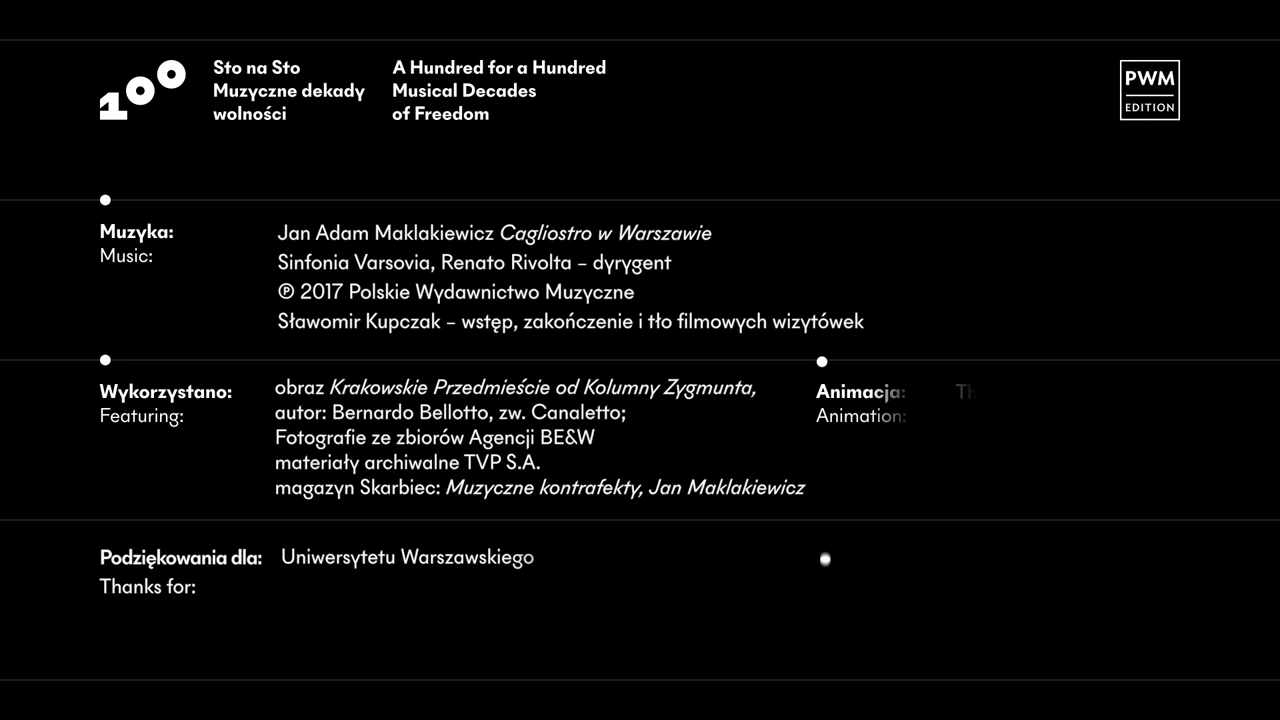 100
Sto na Sto
Muzyczne dekady
wolności
A Hundred for a Hundred
Musical Decades
of Freedom
PWM
EDITION
Muzyka:
Music:
Jan Adam Maklakiewicz Cagliostro w Warszawie
Sinfonia Varsovia, Renato Rivolta – dyrygent
℗ 2017 Polskie Wydawnictwo Muzyczne
Sławomir Kupczak – wstęp, zakończenie i tło filmowych wizytówek
Wykorzystano:
Featuring:
obraz Krakowskie Przedmieście od Kolumny Zygmunta,
autor: Bernardo Bellotto, zw. Canaletto;
Fotografie ze zbiorów Agencji BE&W
materiały archiwalne TVP S.A.
magazyn Skarbiec: Muzyczne kontrafekty, Jan Maklakiewicz
Animacja:
Animation:
Podziękowania dla:
Thanks for:
Uniwersytetu Warszawskiego